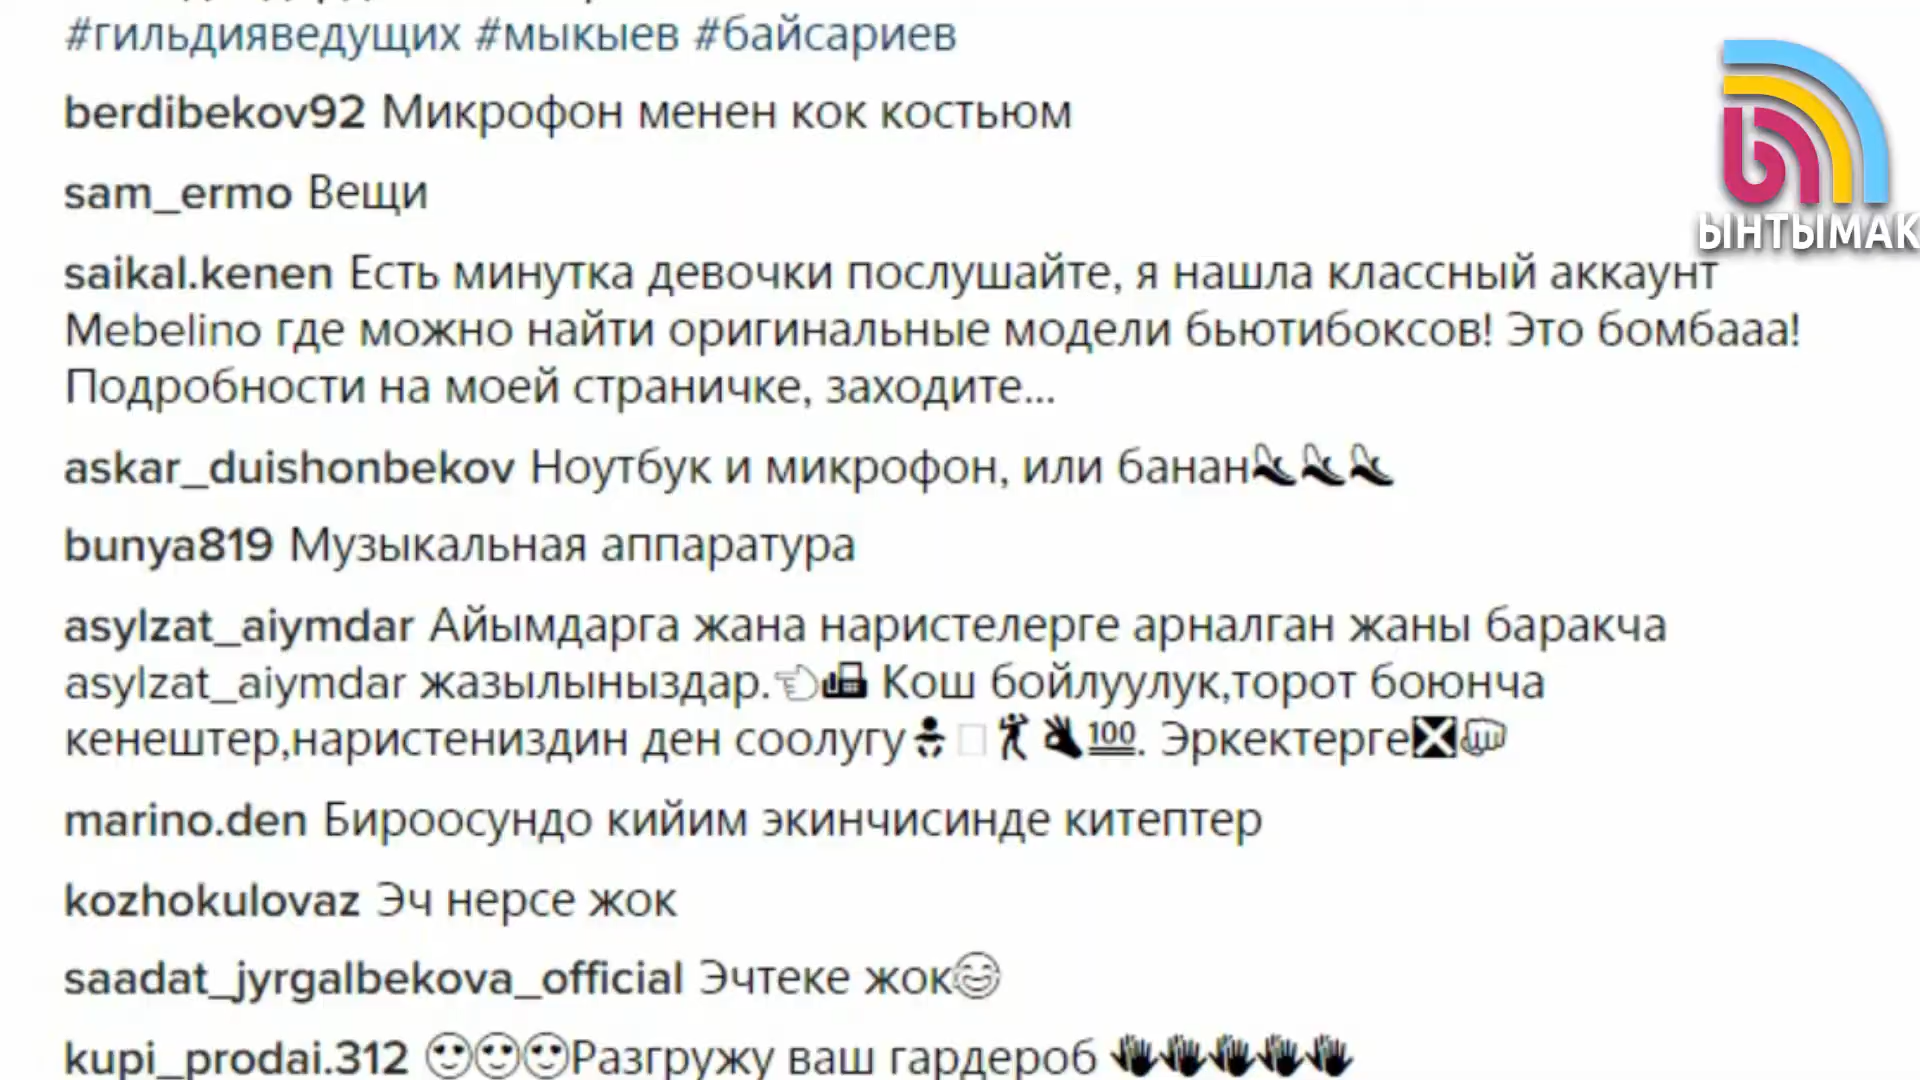 #гильдияведущих #мыкыев #байсариев
berdibekov92 Микрофон менен кок костьюм
sam_ermo Вещи
saikal.kenen Есть минутка девочки послушайте, я нашла классный аккаунт
Mebelino где можно найти оригинальные модели бьютибоксов! Это бомбааа!
Подробности на моей страничке, заходите...
askar_duishonbekov Ноутбук и микрофон, или банан
bunya819 Музыкальная аппаратура
asylzat_aiymdar Айымдарга жана наристелерге арналган жаны баракча
asylzat_aiymdar жазылыныздар.👈📠 Кош бойлуулук,торот боюнча
кенештер,наристениздин ден соолугу👶💃👌💯. Эркектерге❎👊
marino.den Бироосундо кийим экинчисинде китептер
kozhokulovaz Эч нерсе жок
saadat_jyrgalbekova_official Эчтеке жок😂
kupi_prodai.312 😍😍😍Разгружу ваш гардероб 👋👋👋👋👋
ЫНТЫМАК